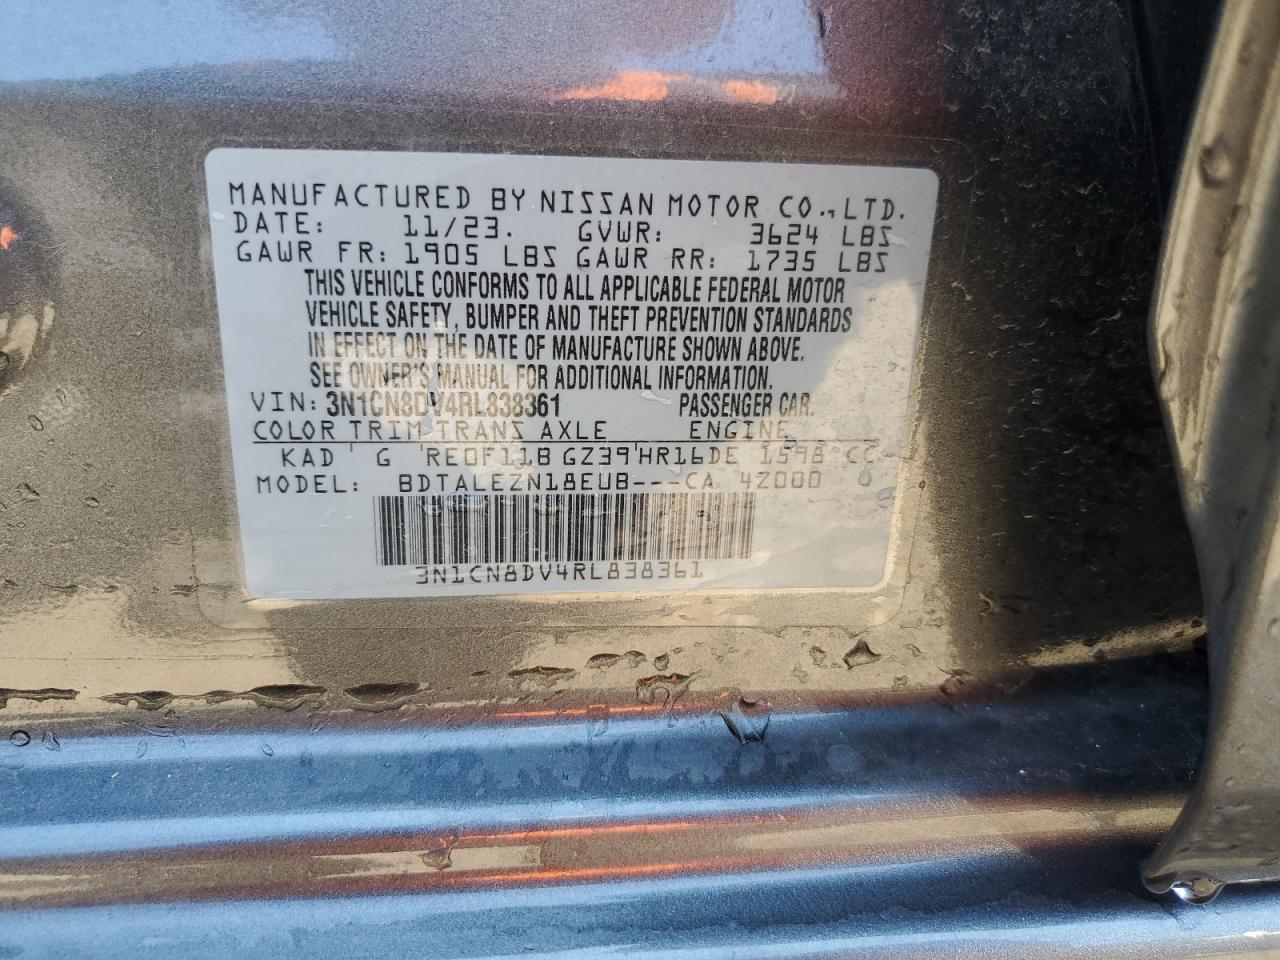 MANUFACTURED BY NISSAN MOTOR CO., LTD.
DATE: 11/23. GVWR: 3624 LBS
GAWR FR: 1905 LBS GAWR RR: 1735 LBS
THIS VEHICLE CONFORMS TO ALL APPLICABLE FEDERAL MOTOR
VEHICLE SAFETY, BUMPER AND THEFT PREVENTION STANDARDS
IN EFFECT ON THE DATE OF MANUFACTURE SHOWN ABOVE.
SEE OWNER'S MANUAL FOR ADDITIONAL INFORMATION.
VIN: 3N1CN8DV4RL838361 PASSENGER CAR.
COLOR TRIM TRANS AXLE ENGINE
KAD G RE0F11B GZ39 HR16DE 1598 CC
MODEL: BDTALEZN18EUB---CA 42000
3N1CN8DV4RL838361